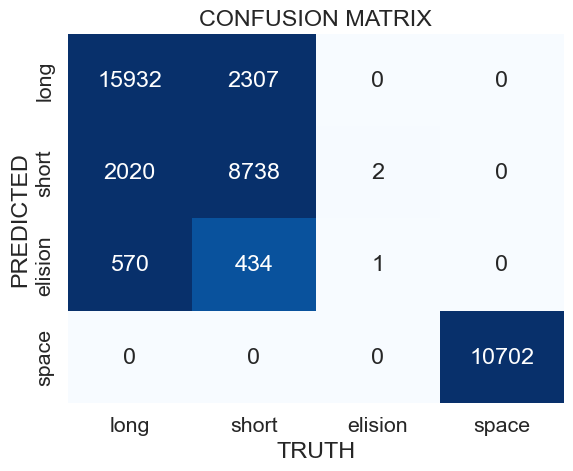 CONFUSION MATRIX
PREDICTED
long 15932 2307 0 0
short 2020 8738 2 0
elision 570 434 1 0
space 0 0 0 10702
long short elision space
TRUTH